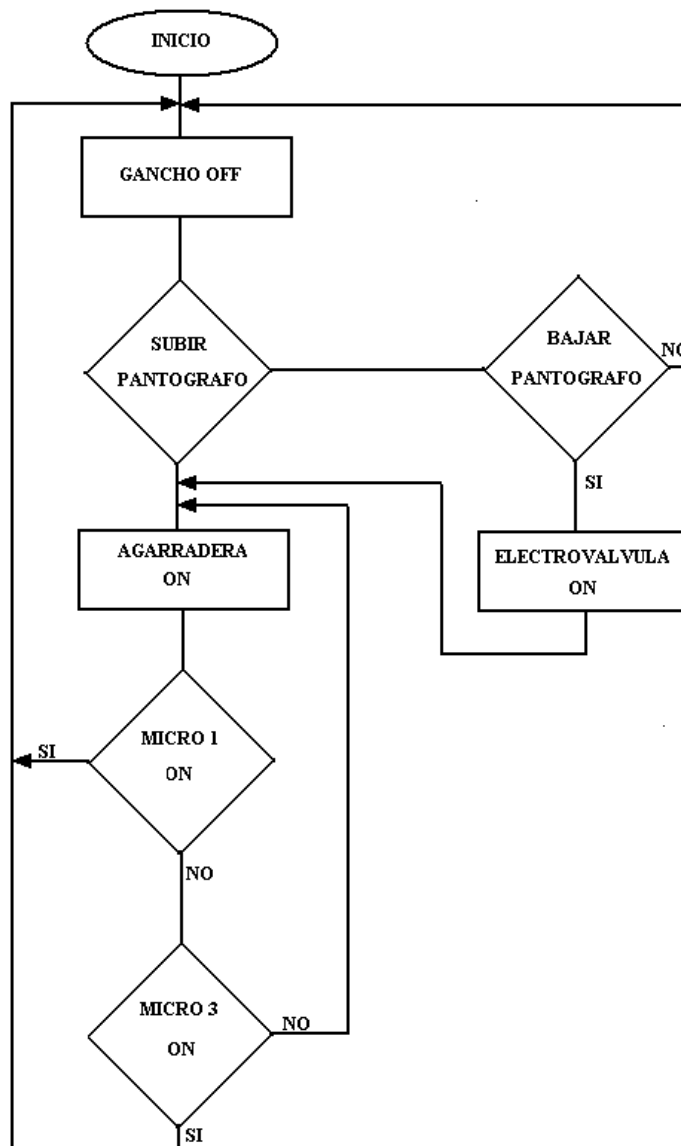 INICIO
GANCHO OFF
SUBIR
PANTOGRAFO
BAJAR
PANTOGRAFO
NO
SI
AGARRADERA
ON
ELECTROVALVULA
ON
MICRO 1
ON
SI
NO
MICRO 3
ON
NO
SI